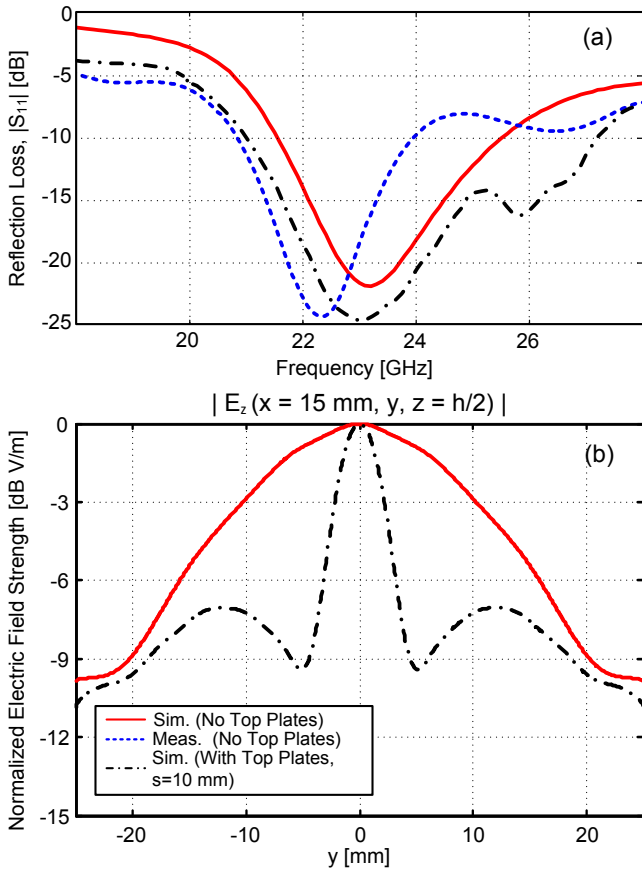 (a)
Reflection Loss, |S11| [dB]
0
-5
-10
-15
-20
-25
20
22
24
26
Frequency [GHz]
| Ez (x = 15 mm, y, z = h/2) |
(b)
Normalized Electric Field Strength [dB V/m]
0
-3
-6
-9
-12
-15
Sim. (No Top Plates)
Meas. (No Top Plates)
Sim. (With Top Plates,
s=10 mm)
-20
-10
0
10
20
y [mm]